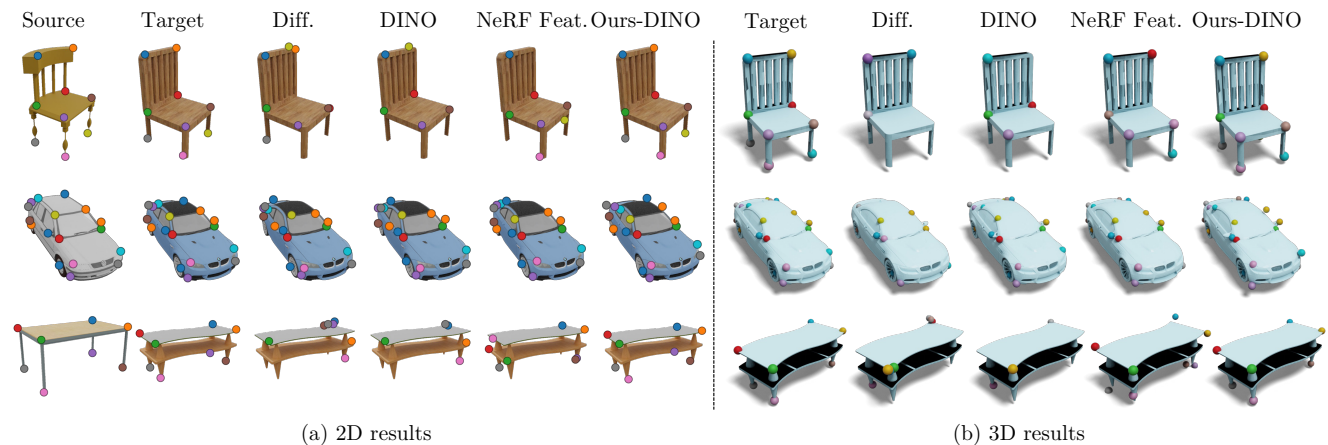 Source Target Diff. DINO NeRF Feat. Ours-DINO
Target Diff. DINO NeRF Feat. Ours-DINO
(a) 2D results
(b) 3D results